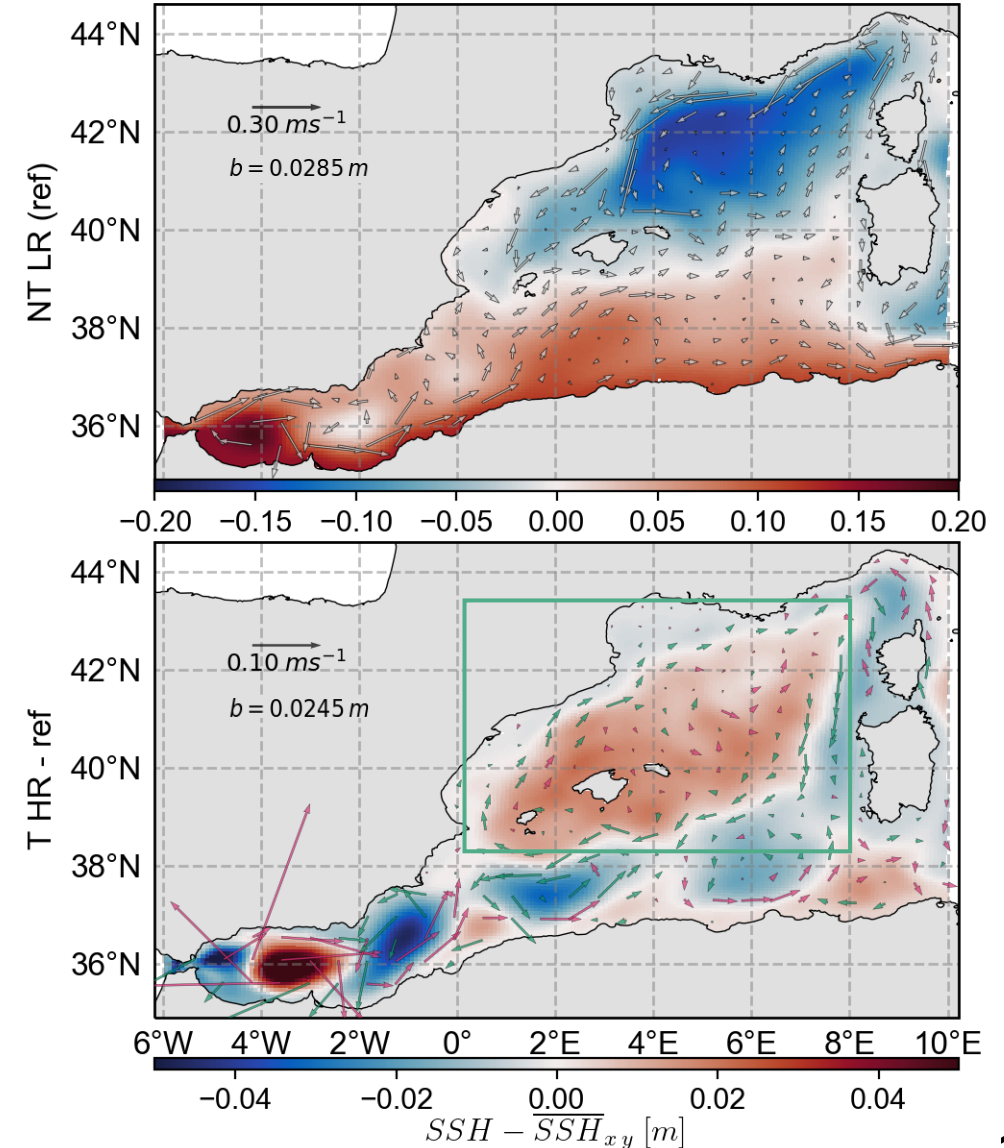 44°N
42°N
40°N
38°N
36°N
NT LR (ref)
0.30 ms⁻¹
b = 0.0285 m
−0.20 −0.15 −0.10 −0.05 0.00 0.05 0.10 0.15 0.20
44°N
42°N
40°N
38°N
36°N
T HR - ref
0.10 ms⁻¹
b = 0.0245 m
6°W 4°W 2°W 0° 2°E 4°E 6°E 8°E 10°E
−0.04 −0.02 0.00 0.02 0.04
SSH − \overline{SSH}_{xy} [m]